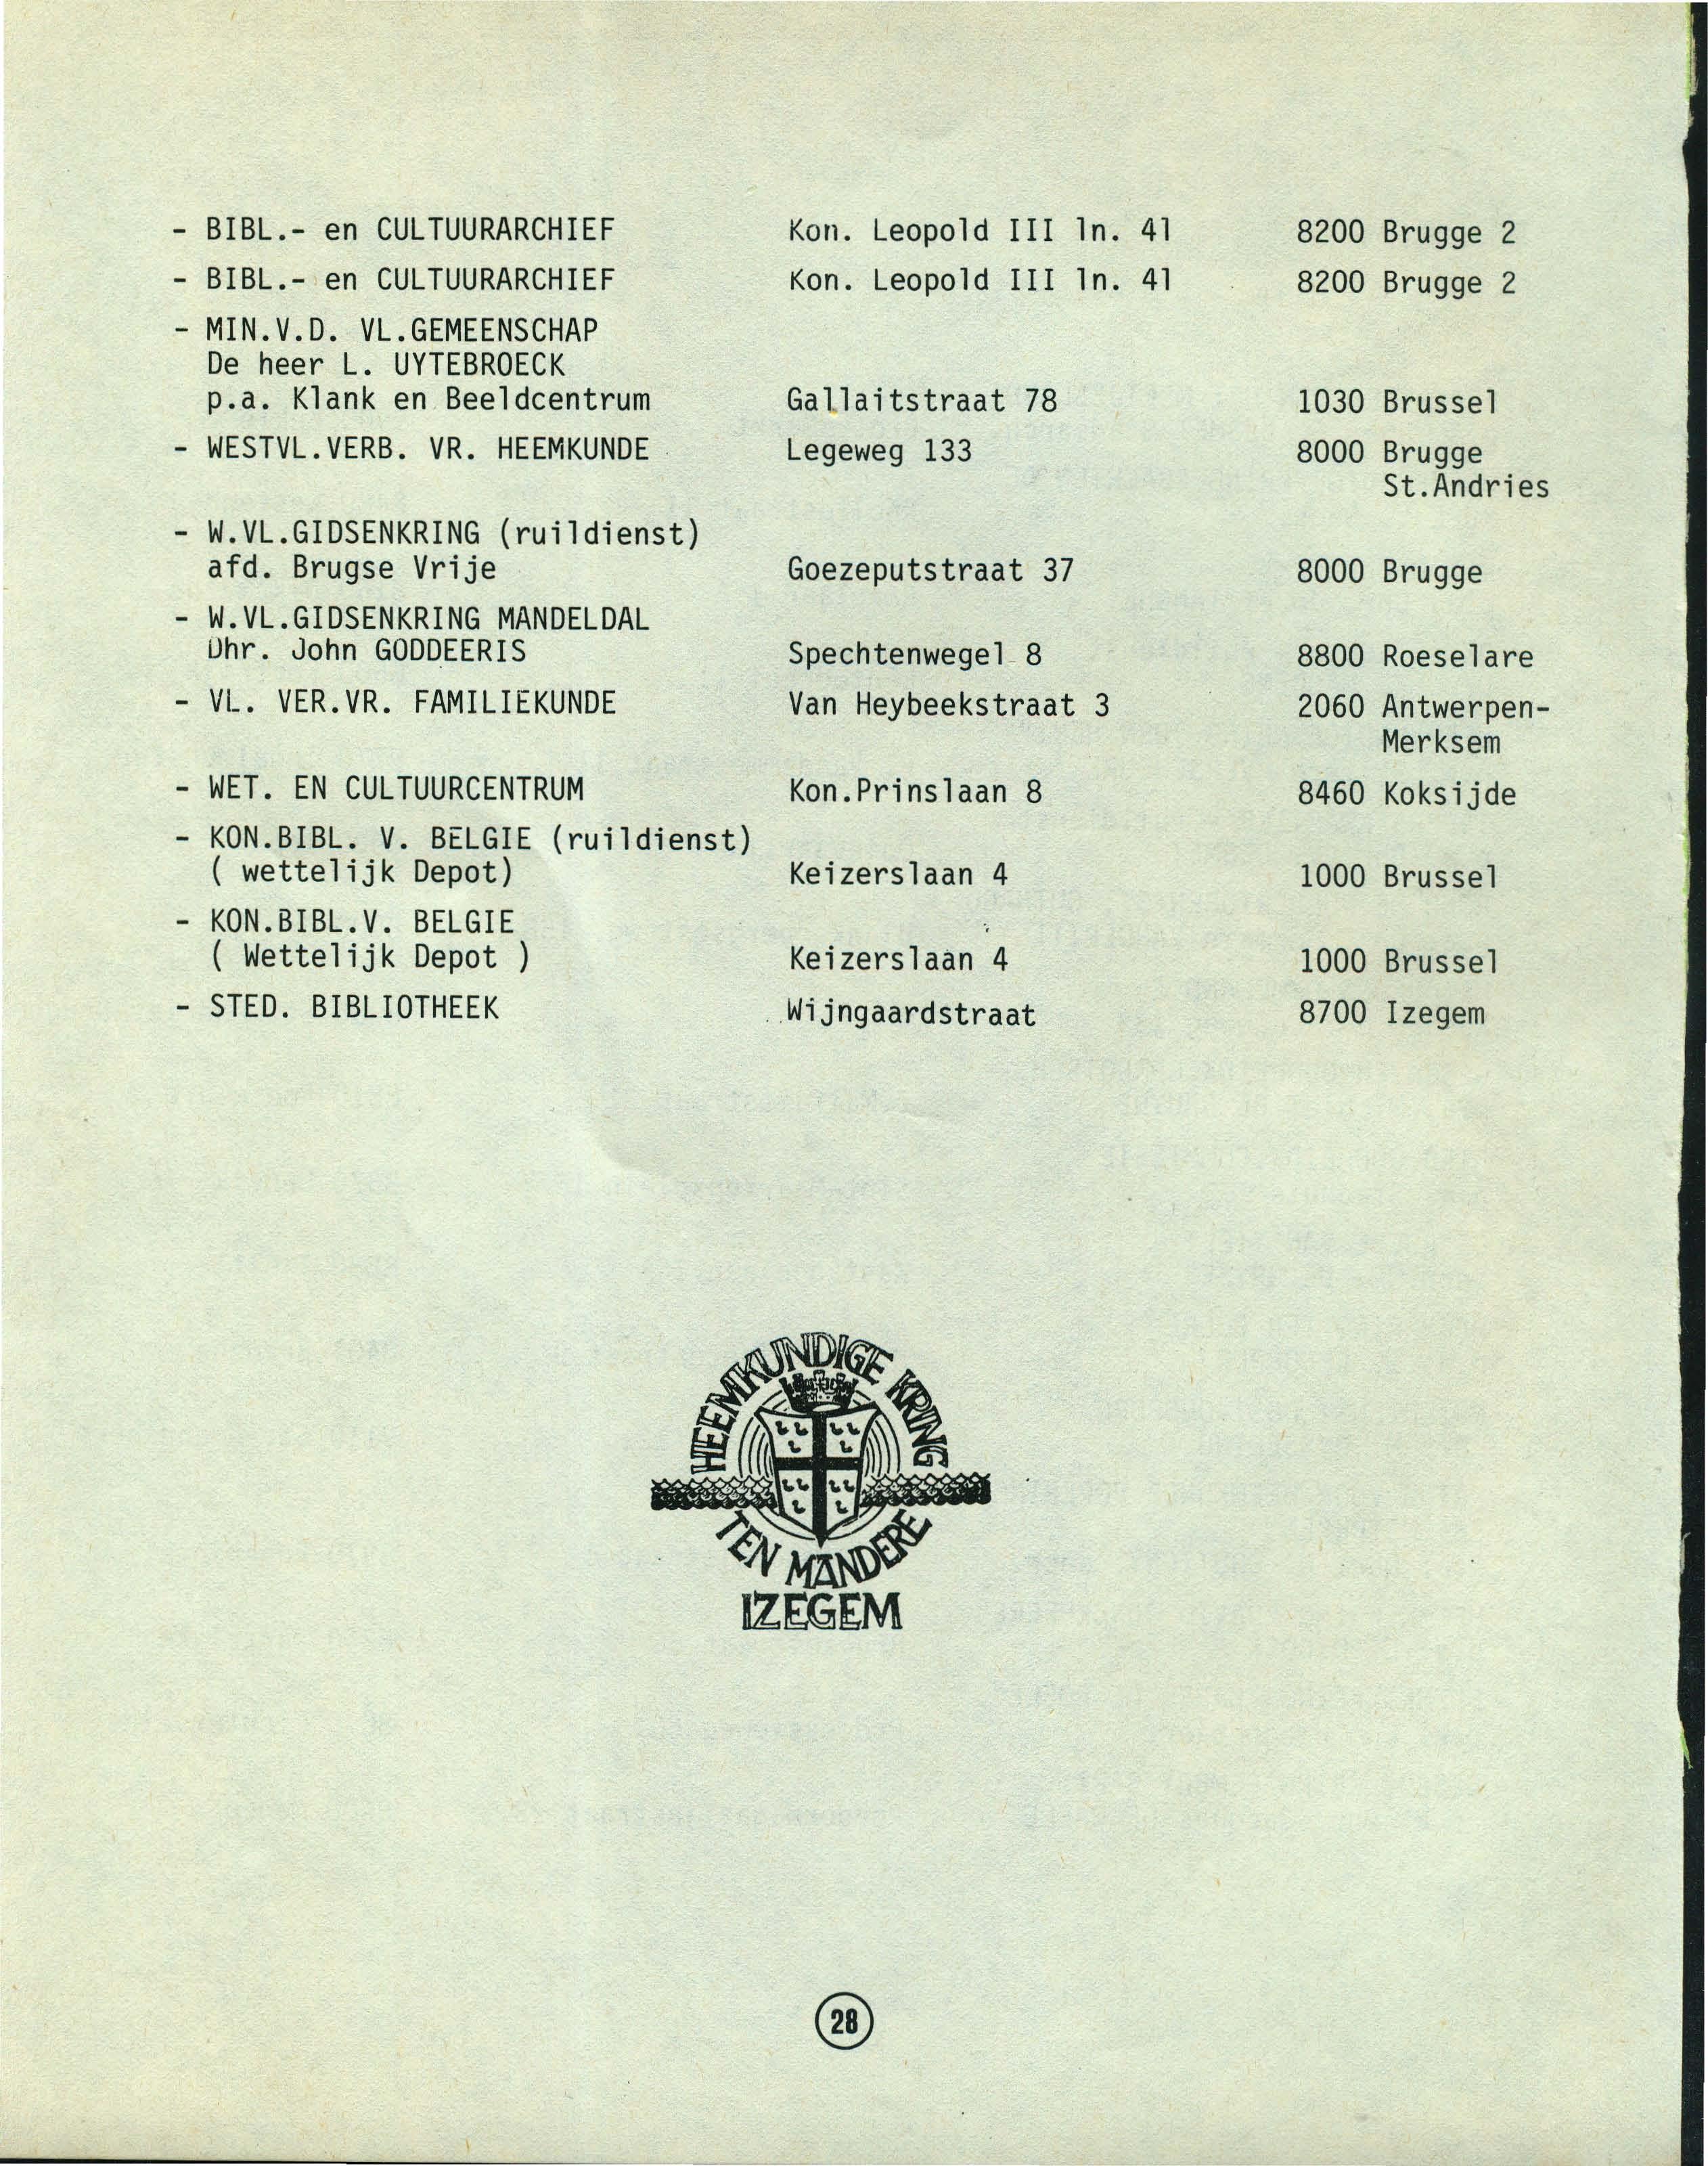 - BIBL.- en CULTUURARCHIEF Kon. Leopold III ln. 41 8200 Brugge 2
- BIBL.- en CULTUURARCHIEF Kon. Leopold III ln. 41 8200 Brugge 2
- MIN.V.D. VL.GEMEENSCHAP
De heer L. UYTEBROECK
p.a. Klank en Beeldcentrum Gallaitstraat 78 1030 Brussel
- WESTVL.VERB. VR. HEEMKUNDE Legeweg 133 8000 Brugge
St.Andries
- W.VL.GIDSENKRING (ruildienst)
afd. Brugse Vrije Goezeputstraat 37 8000 Brugge
- W.VL.GIDSENKRING MANDELDAL
Dhr. John GODDEERIS Spechtenwegel 8 8800 Roeselare
- VL. VER.VR. FAMILIEKUNDE Van Heybeekstraat 3 2060 Antwerpen-
Merksem
- WET. EN CULTUURCENTRUM Kon.Prinslaan 8 8460 Koksijde
- KON.BIBL. V. BELGIE (ruildienst)
( wettelijk Depot) Keizerslaan 4 1000 Brussel
- KON.BIBL.V. BELGIE
( Wettelijk Depot ) Keizerslaan 4 1000 Brussel
- STED. BIBLIOTHEEK Wijngaardstraat 8700 Izegem
HEEMKUNDIGE KRING
TEN MANDERE
IZEGEM
28